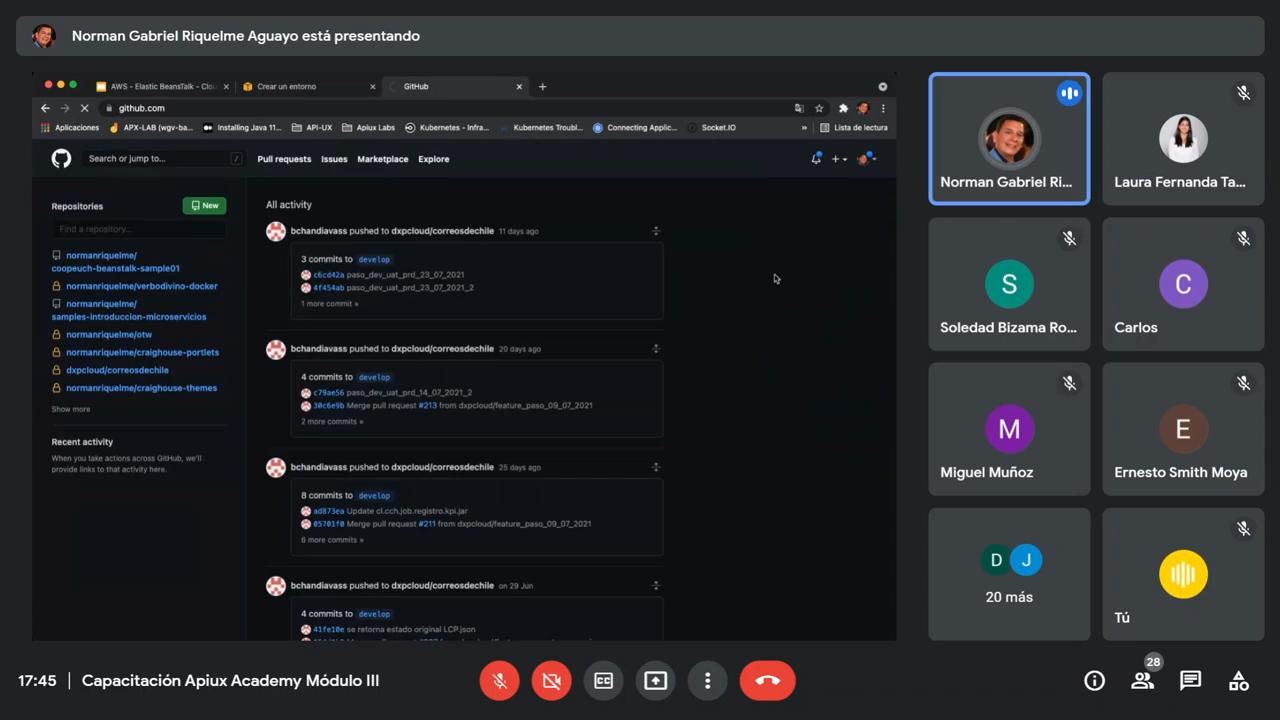 Norman Gabriel Riquelme Aguayo está presentando
AWS - Elastic BeansTalk - Clou
Crear un entorno
GitHub
github.com
Aplicaciones
APX-LAB (wgv-ba...
Installing Java 11...
API-UX
Apiux Labs
Kubernetes - Infra...
Kubernetes Troubl...
Connecting Applic...
Socket.IO
»
Lista de lectura
Search or jump to...
/
Pull requests
Issues
Marketplace
Explore
Repositories
New
Find a repository...
normanriquelme/
coopeuch-beanstalk-sample01
normanriquelme/verbodivino-docker
normanriquelme/
samples-introduccion-microservicios
normanriquelme/otw
normanriquelme/craighouse-portlets
dxpcloud/correosdechile
normanriquelme/craighouse-themes
Show more
Recent activity
When you take actions across GitHub, we'll
provide links to that activity here.
All activity
bchandiavass pushed to dxpcloud/correosdechile 11 days ago
3 commits to develop
c6cd42a paso_dev_uat_prd_23_07_2021
4f454ab paso_dev_uat_prd_23_07_2021_2
1 more commit »
bchandiavass pushed to dxpcloud/correosdechile 20 days ago
4 commits to develop
c79ae56 paso_dev_uat_prd_14_07_2021_2
30c6e9b Merge pull request #213 from dxpcloud/feature_paso_09_07_2021
2 more commits »
bchandiavass pushed to dxpcloud/correosdechile 25 days ago
8 commits to develop
ad873ea Update cl.cch.job.registro.kpi.jar
05701f0 Merge pull request #211 from dxpcloud/feature_paso_09_07_2021
6 more commits »
bchandiavass pushed to dxpcloud/correosdechile on 29 Jun
4 commits to develop
41fe10e se retorna estado original LCP.json
Norman Gabriel Ri...
Laura Fernanda Ta...
S
Soledad Bizama Ro...
C
Carlos
M
Miguel Muñoz
E
Ernesto Smith Moya
D
J
20 más
Tú
17:45 | Capacitación Apiux Academy Módulo III
28